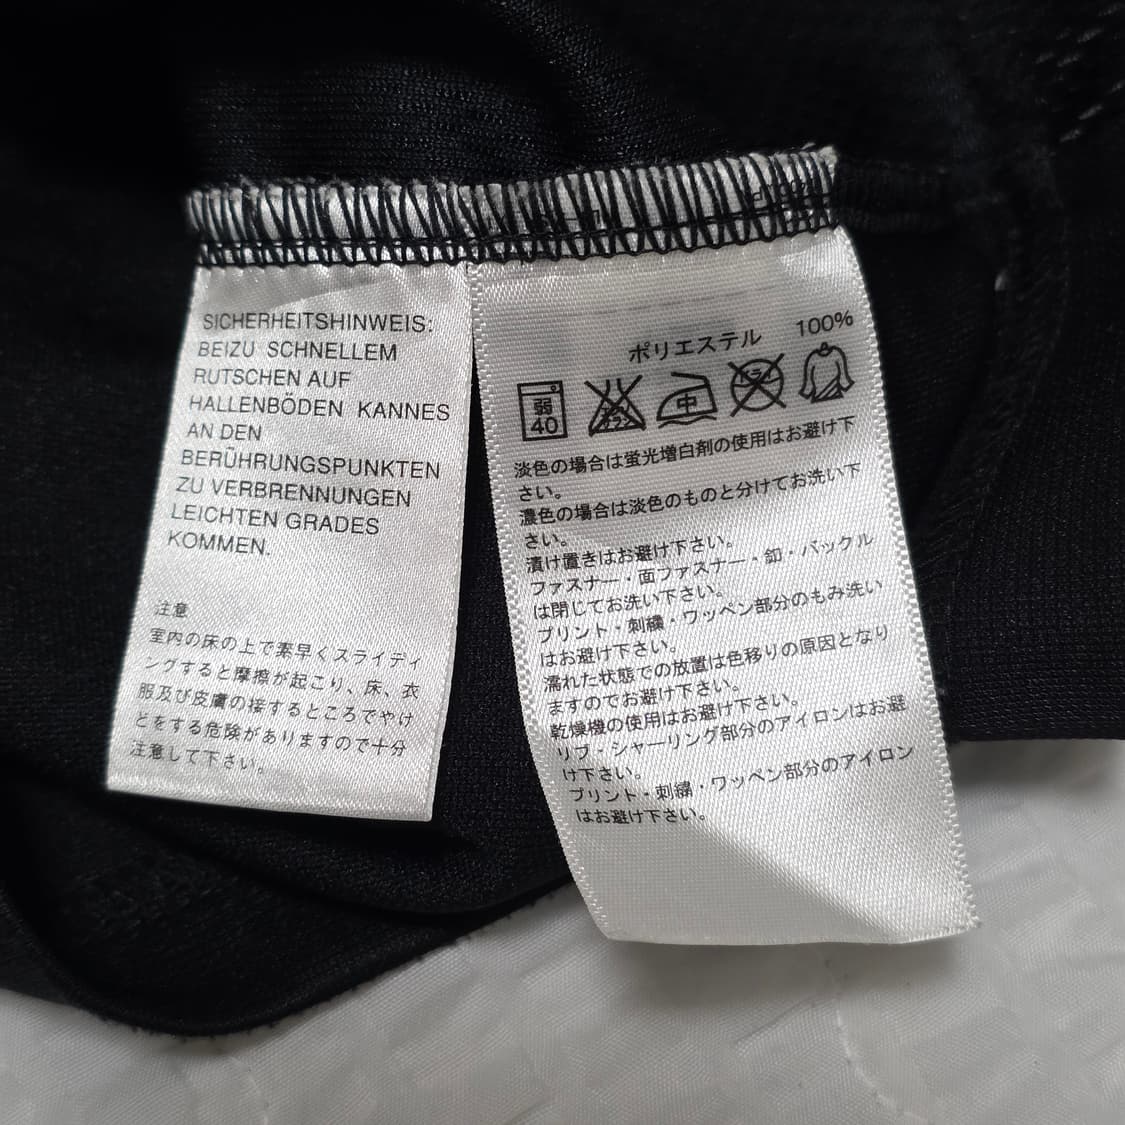 SICHERHEITSHINWEIS:
BEIZU SCHNELLEM
RUTSCHEN AUF
HALLENBÖDEN KANNES
AN DEN
BERÜHRUNGSPUNKTEN
ZU VERBRENNUNGEN
LEICHTEN GRADES
KOMMEN.
注意
室内の床の上で素早くスライディ
ングすると摩擦が起こり、床、衣
服及び皮膚の接するところでやけ
どをする危険がありますので十分
注意して下さい。
ポリエステル 100%
弱
40
中
淡色の場合は蛍光増白剤の使用はお避け下
さい。
濃色の場合は淡色のものと分けてお洗い下
さい。
漬け置きはお避け下さい。
ファスナー・面ファスナー・釦・バックル
は閉じてお洗い下さい。
プリント・刺繍・ワッペン部分のもみ洗い
はお避け下さい。
濡れた状態での放置は色移りの原因となり
ますのでお避け下さい。
乾燥機の使用はお避け下さい。
リブ・シャーリング部分のアイロンはお避
け下さい。
プリント・刺繍・ワッペン部分のアイロン
はお避け下さい。